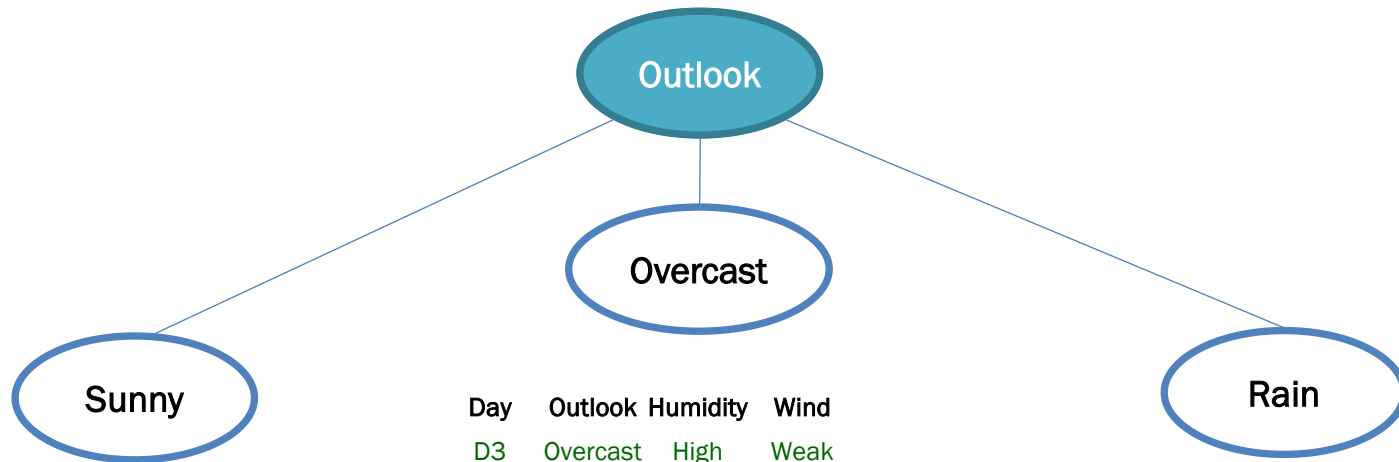 Outlook
Overcast
Sunny
Rain
Day Outlook Humidity Wind
D3 Overcast High Weak